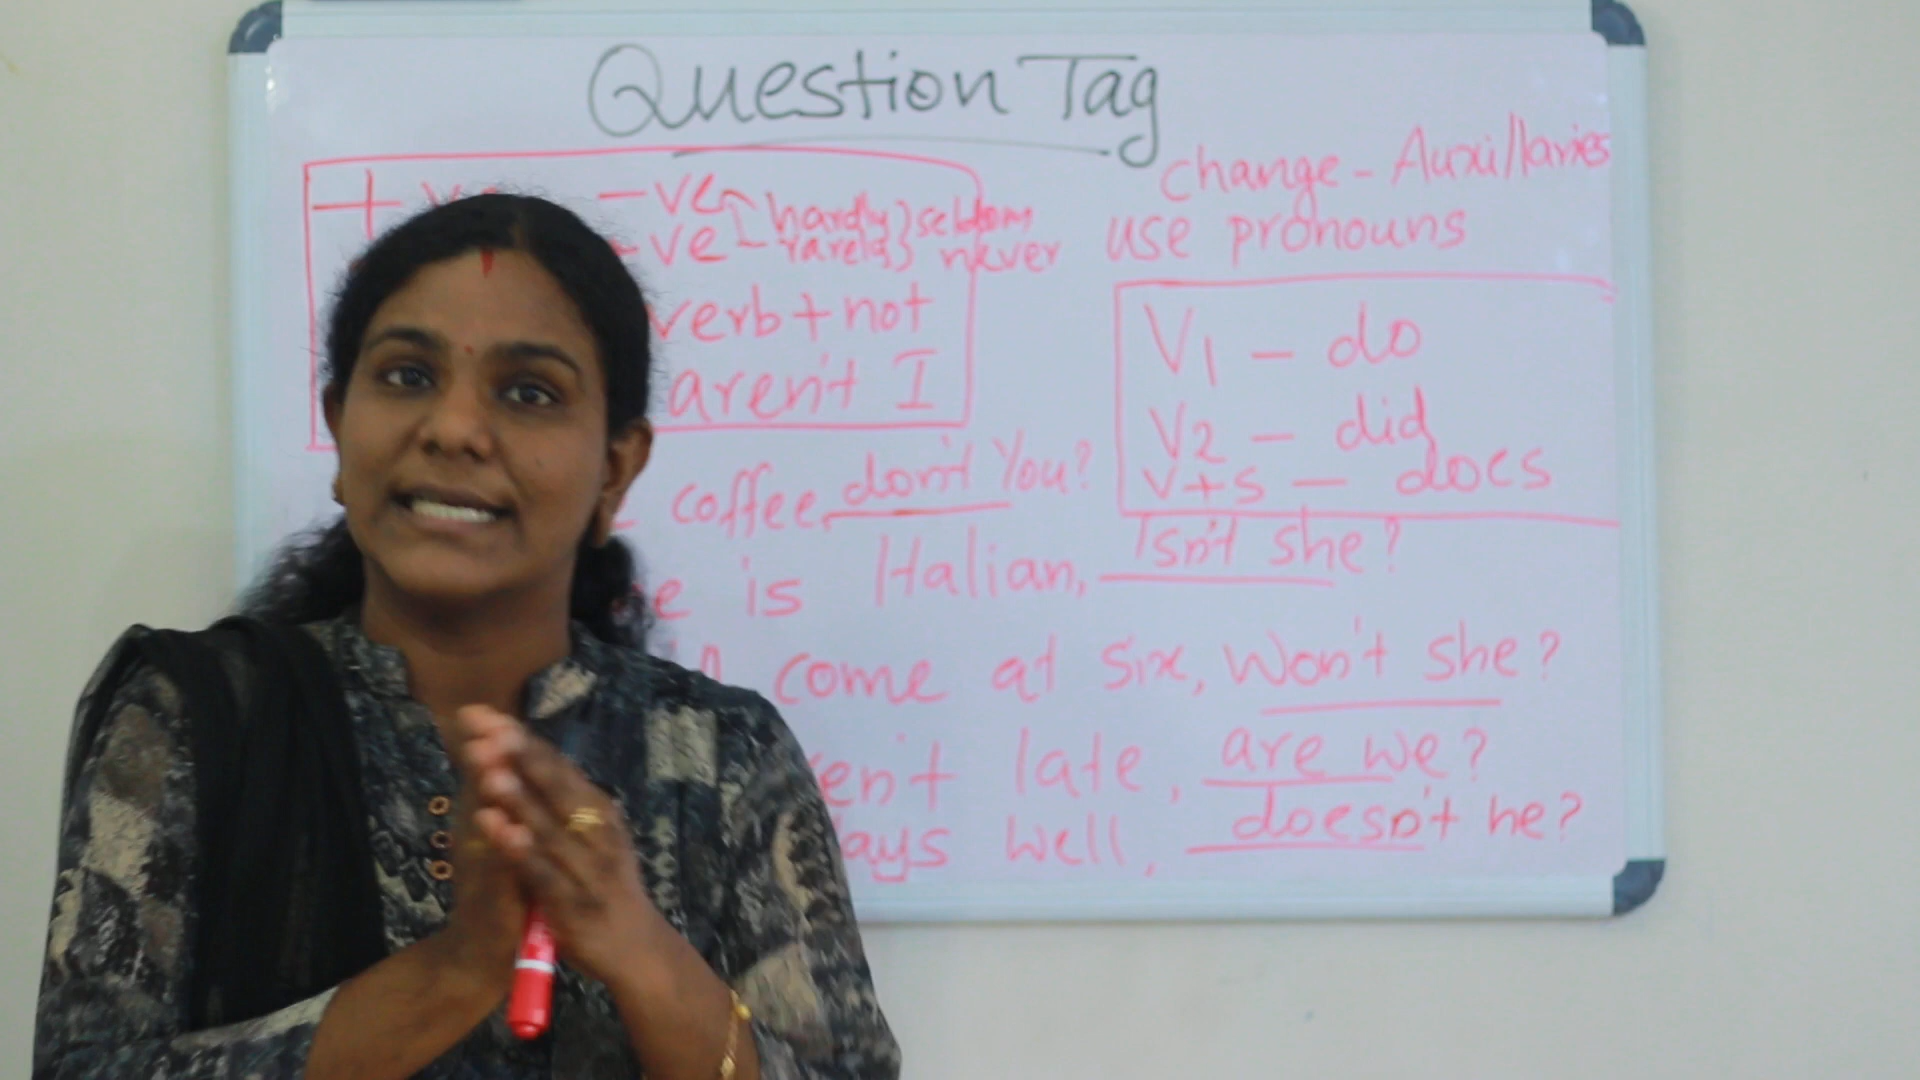 Question Tag
change - Auxillaries
use pronouns
+ve -ve hardly } seldom
-ve rarely } never
verb + not
aren't I
V1 - do
V2 - did
V+s - does
coffee, don't You?
is Italian, Isn't she?
come at six, Won't she?
late, are we?
well, doesn't he?